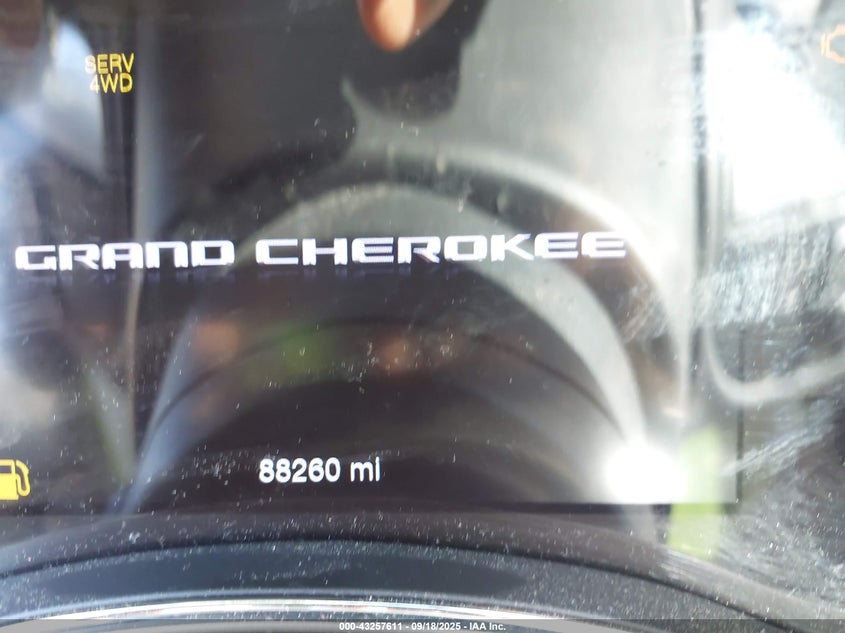 SERV
4WD
GRAND CHEROKEE
88260 mi
000-43257611 - 09/18/2025 - IAA Inc.